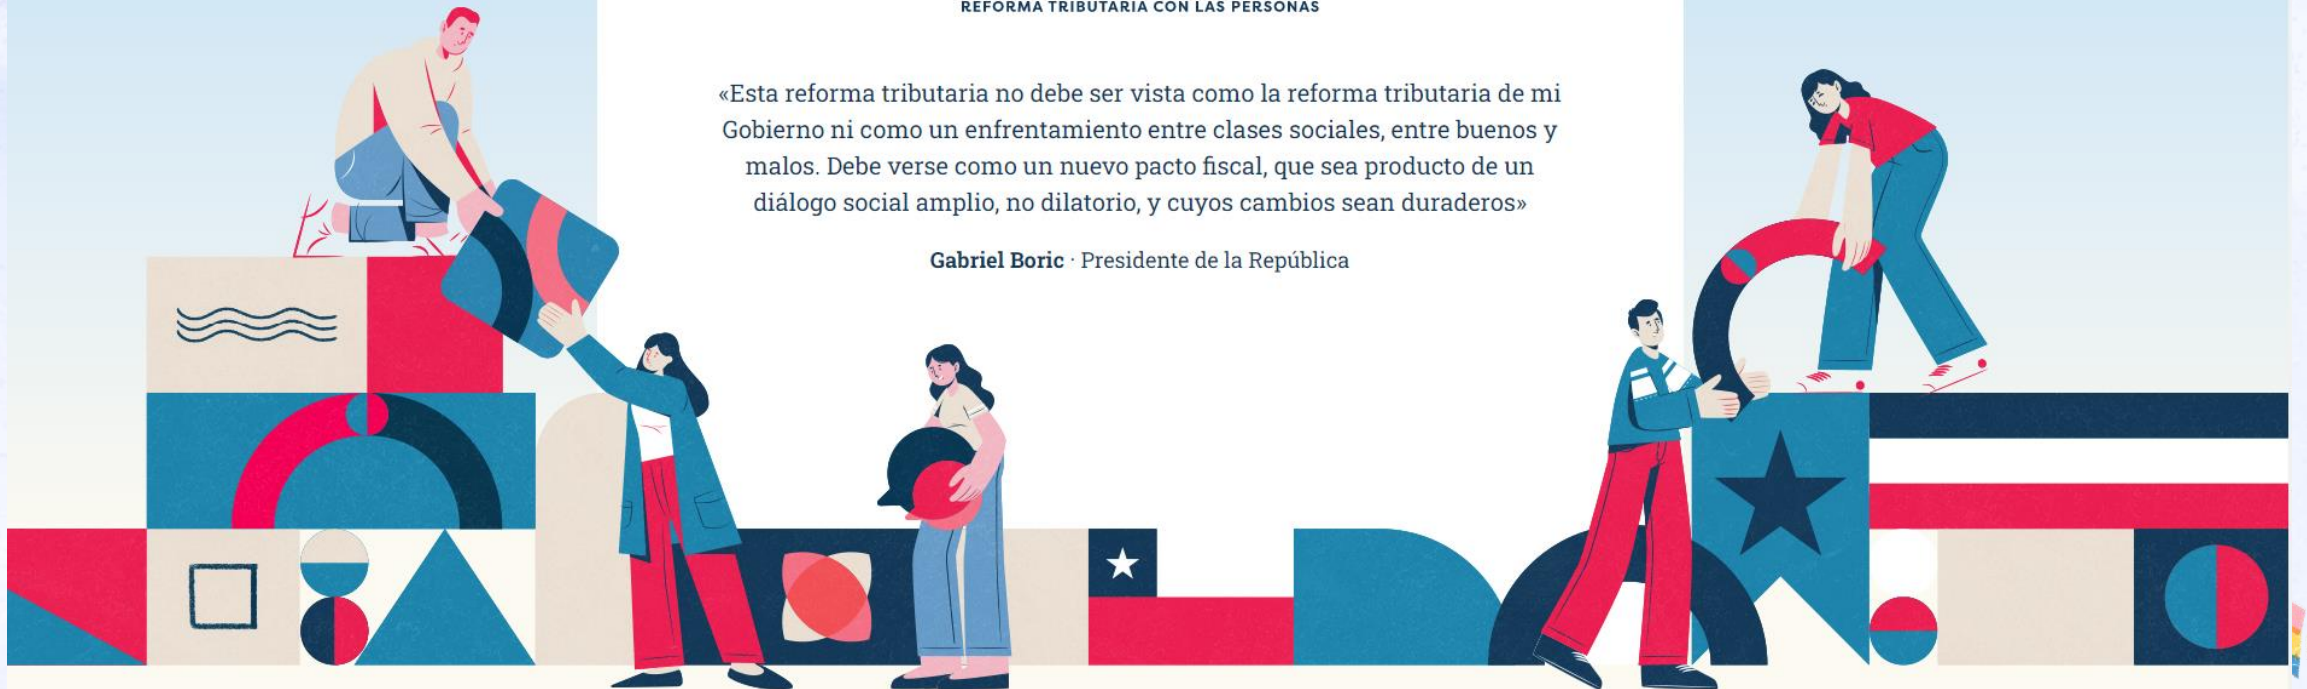 REFORMA TRIBUTARIA CON LAS PERSONAS
«Esta reforma tributaria no debe ser vista como la reforma tributaria de mi
Gobierno ni como un enfrentamiento entre clases sociales, entre buenos y
malos. Debe verse como un nuevo pacto fiscal, que sea producto de un
diálogo social amplio, no dilatorio, y cuyos cambios sean duraderos»
Gabriel Boric · Presidente de la República